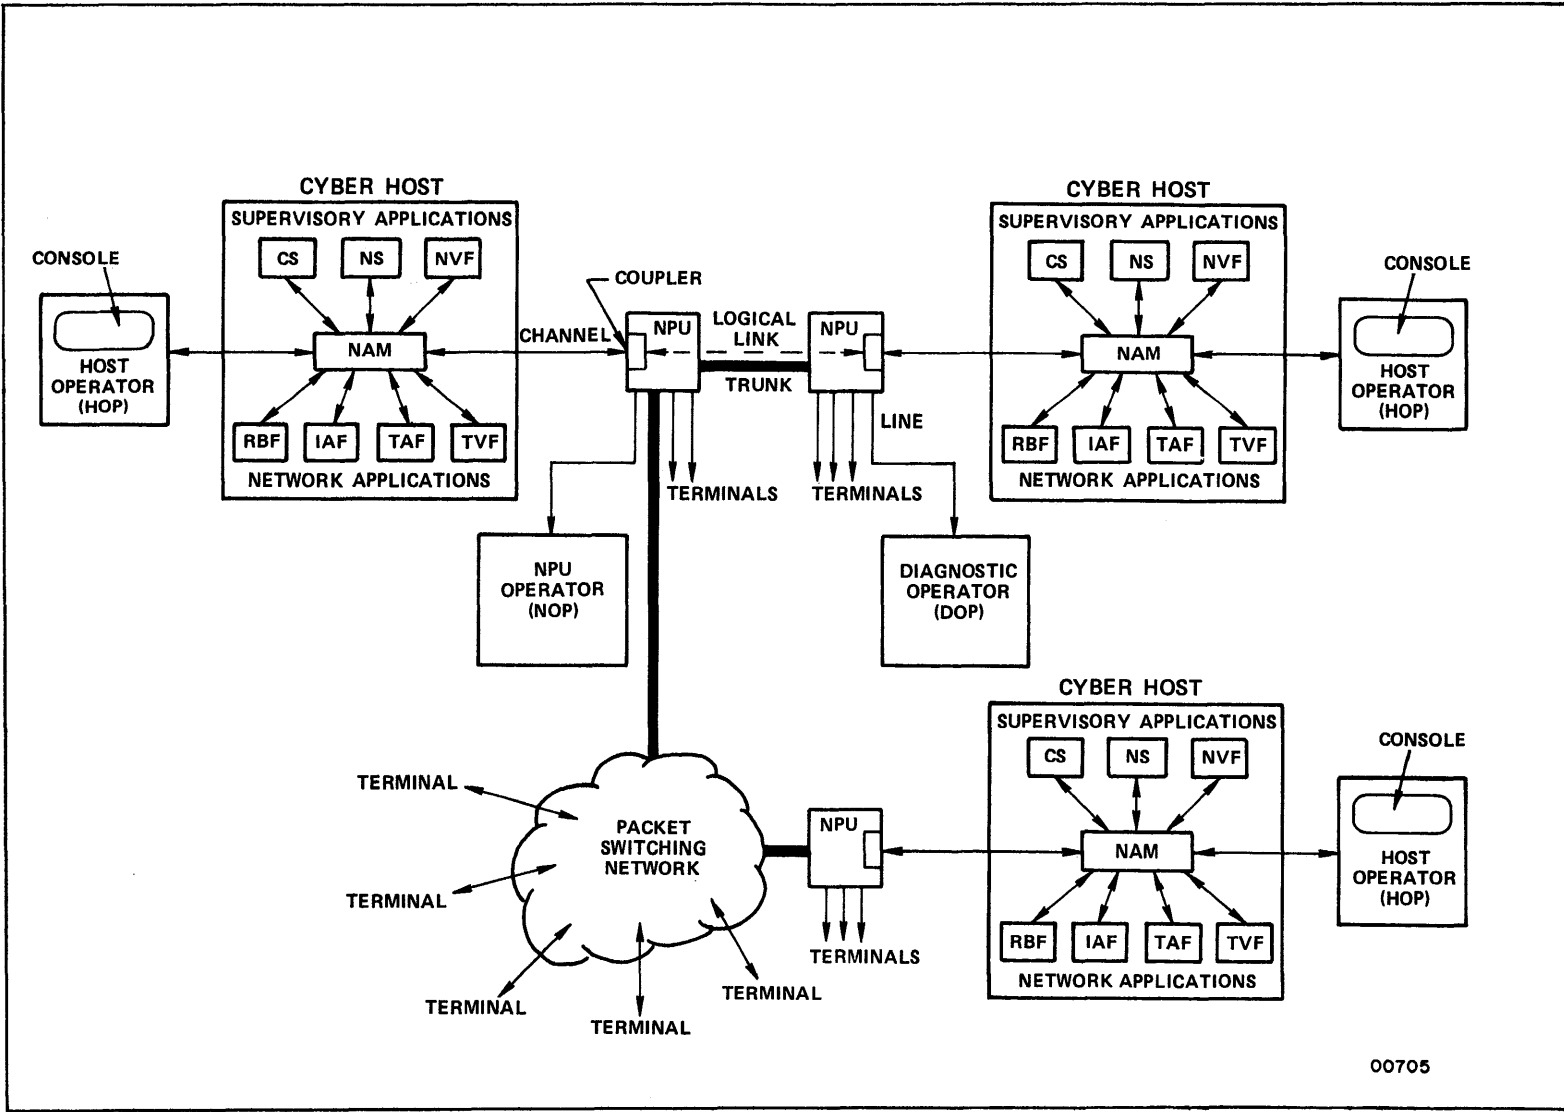 CYBER HOST
SUPERVISORY APPLICATIONS
CS
NS
NVF
CONSOLE
HOST
OPERATOR
(HOP)
NAM
CHANNEL
RBF
IAF
TAF
TVF
NETWORK APPLICATIONS
COUPLER
NPU
LOGICAL
LINK
TRUNK
NPU
LINE
TERMINALS
TERMINALS
NPU
OPERATOR
(NOP)
DIAGNOSTIC
OPERATOR
(DOP)
CYBER HOST
SUPERVISORY APPLICATIONS
CS
NS
NVF
NAM
RBF
IAF
TAF
TVF
NETWORK APPLICATIONS
CONSOLE
HOST
OPERATOR
(HOP)
TERMINAL
TERMINAL
TERMINAL
TERMINAL
TERMINAL
PACKET
SWITCHING
NETWORK
NPU
TERMINALS
CYBER HOST
SUPERVISORY APPLICATIONS
CS
NS
NVF
NAM
RBF
IAF
TAF
TVF
NETWORK APPLICATIONS
CONSOLE
HOST
OPERATOR
(HOP)
00705